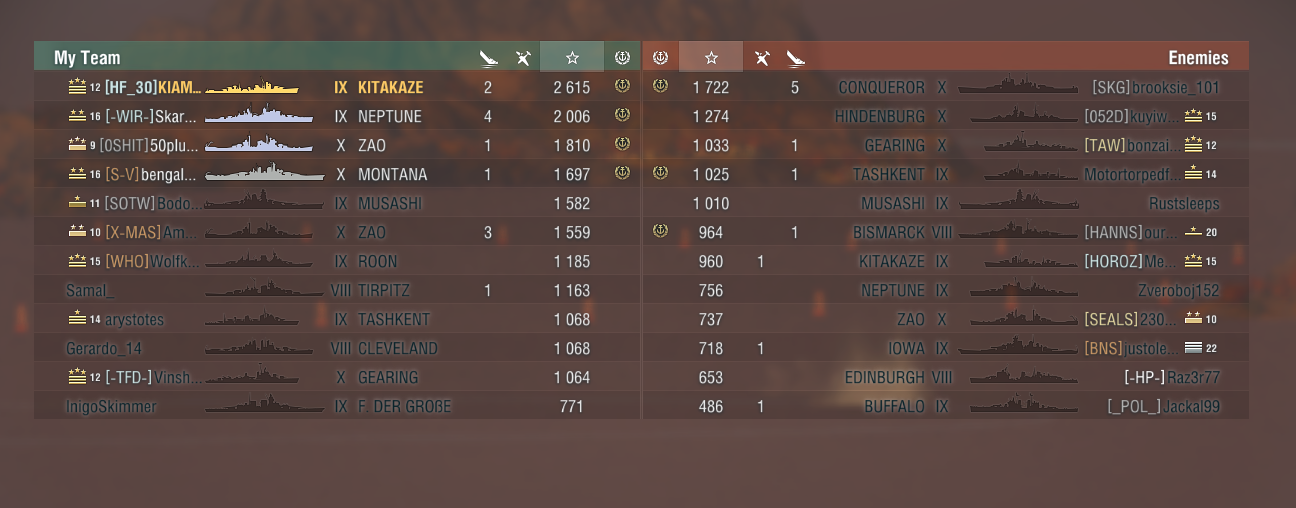 My Team Enemies
12 [HF_30]KIAM... IX KITAKAZE 2 2 615 1 722 5 CONQUEROR X [SKG]brooksie_101
16 [-WIR-]Skar... IX NEPTUNE 4 2 006 1 274 HINDENBURG X [052D]kuyiw... 15
9 [0SHIT]50plu... X ZAO 1 1 810 1 033 1 GEARING X [TAW]bonzai... 12
16 [S-V]bengal... X MONTANA 1 1 697 1 025 1 TASHKENT IX Motortorpedf... 14
11 [SOTW]Bodo... IX MUSASHI 1 582 1 010 MUSASHI IX Rustsleeps
10 [X-MAS]Am... X ZAO 3 1 559 964 1 BISMARCK VIII [HANNS]our... 20
15 [WHO]Wolfk... IX ROON 1 185 960 1 KITAKAZE IX [HOROZ]Me... 15
Samal_ VIII TIRPITZ 1 1 163 756 NEPTUNE IX Zveroboj152
14 arystotes IX TASHKENT 1 068 737 ZAO X [SEALS]230... 10
Gerardo_14 VIII CLEVELAND 1 068 718 1 IOWA IX [BNS]justole... 22
12 [-TFD-]Vinsh... X GEARING 1 064 653 EDINBURGH VIII [-HP-]Raz3r77
InigoSkimmer IX F. DER GROßE 771 486 1 BUFFALO IX [_POL_]Jackal99